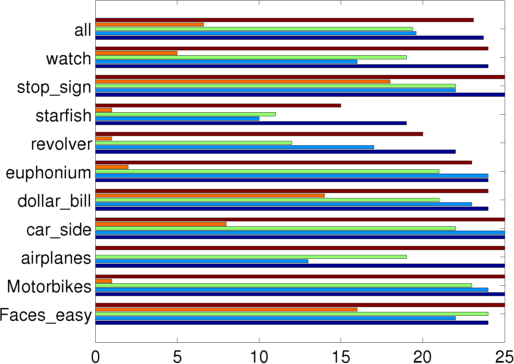 all
watch
stop_sign
starfish
revolver
euphonium
dollar_bill
car_side
airplanes
Motorbikes
Faces_easy
0 5 10 15 20 25